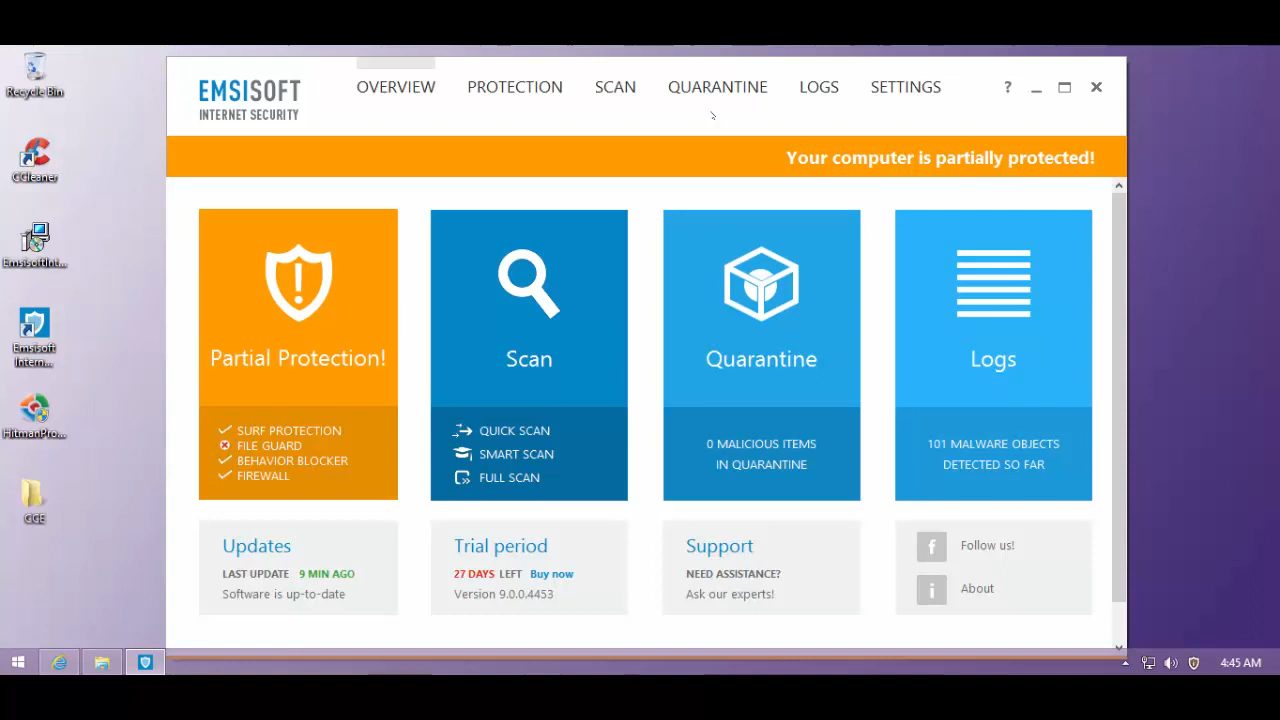 Recycle Bin
CCleaner
EmsisoftInt...
Emsisoft
Intern...
HitmanPro...
CCE
EMSISOFT
INTERNET SECURITY
OVERVIEW PROTECTION SCAN QUARANTINE LOGS SETTINGS ?
Your computer is partially protected!
Partial Protection!
SURF PROTECTION
FILE GUARD
BEHAVIOR BLOCKER
FIREWALL
Scan
QUICK SCAN
SMART SCAN
FULL SCAN
Quarantine
0 MALICIOUS ITEMS
IN QUARANTINE
Logs
101 MALWARE OBJECTS
DETECTED SO FAR
Updates
LAST UPDATE 9 MIN AGO
Software is up-to-date
Trial period
27 DAYS LEFT Buy now
Version 9.0.0.4453
Support
NEED ASSISTANCE?
Ask our experts!
f Follow us!
i About
4:45 AM